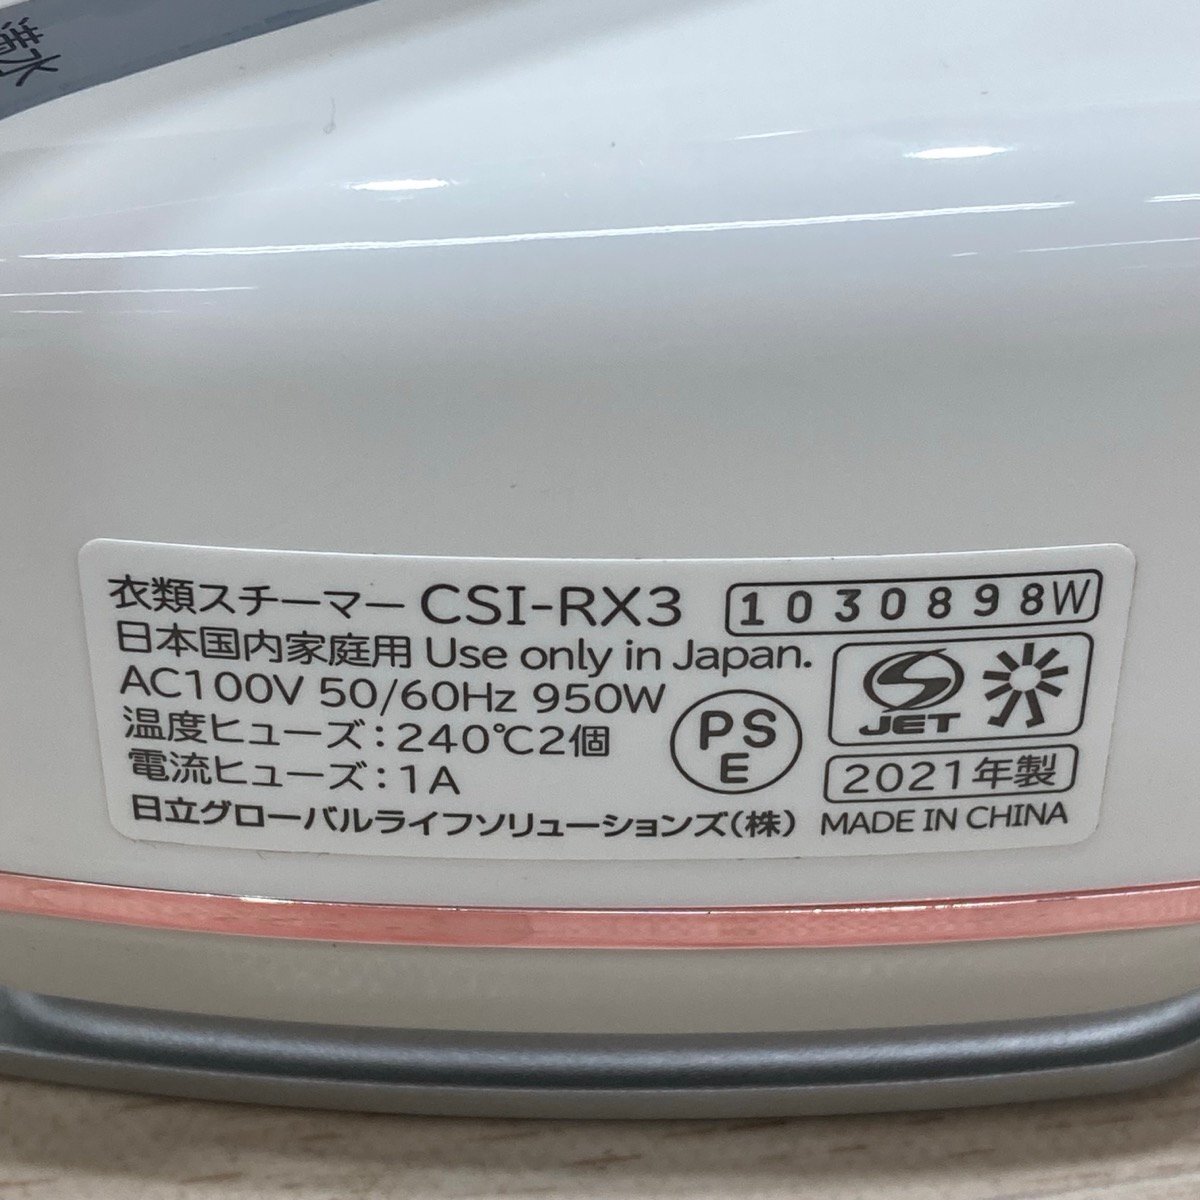 満水
衣類スチーマー CSI-RX3 1030898W
日本国内家庭用 Use only in Japan.
AC100V 50/60Hz 950W
温度ヒューズ：240℃2個
電流ヒューズ：1A
PSE
JET
2021年製
日立グローバルライフソリューションズ(株) MADE IN CHINA